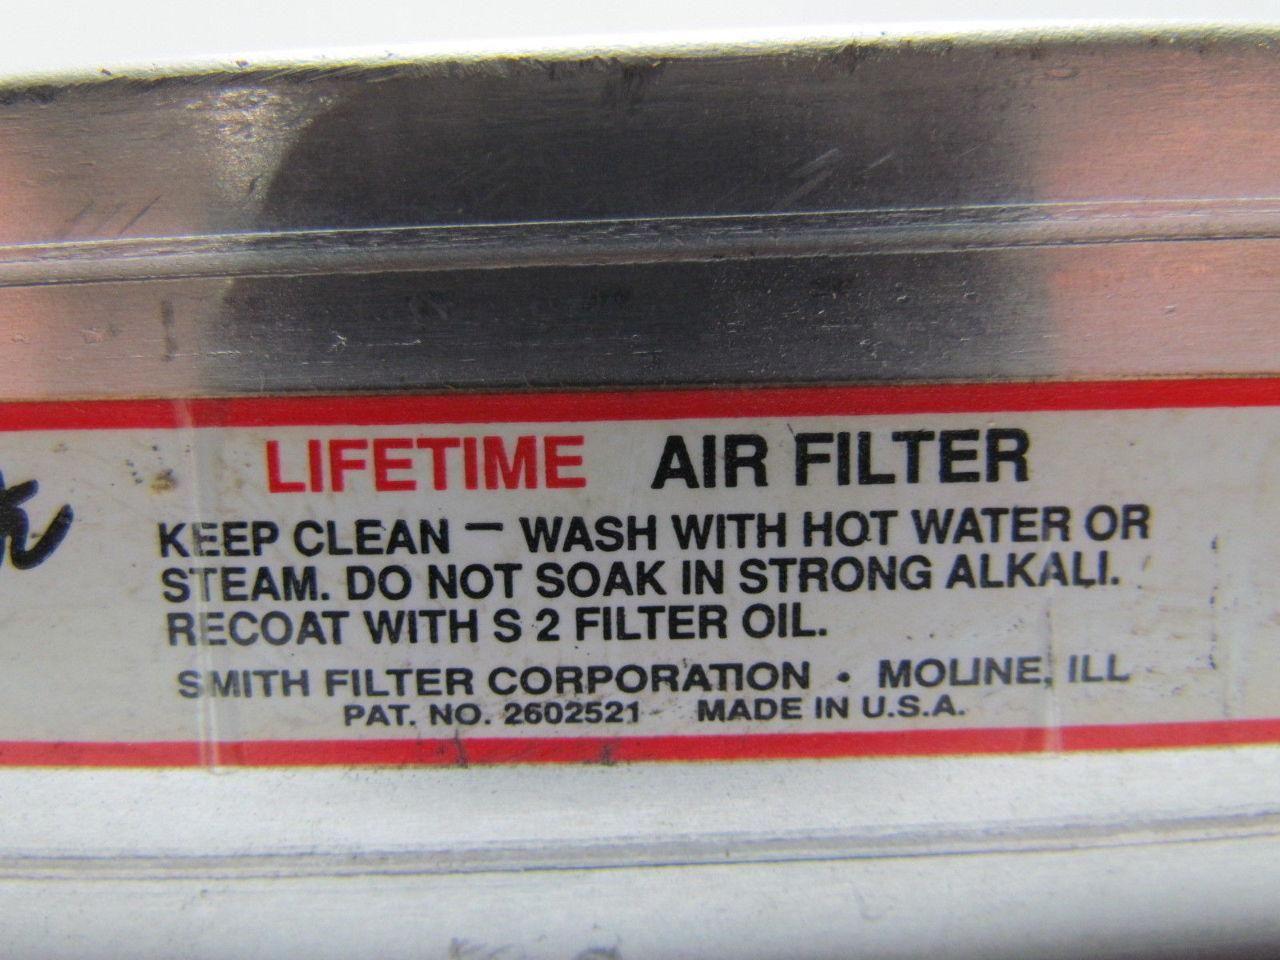 LIFETIME AIR FILTER
KEEP CLEAN — WASH WITH HOT WATER OR
STEAM. DO NOT SOAK IN STRONG ALKALI.
RECOAT WITH S 2 FILTER OIL.
SMITH FILTER CORPORATION • MOLINE, ILL
PAT. NO. 2602521 MADE IN U.S.A.